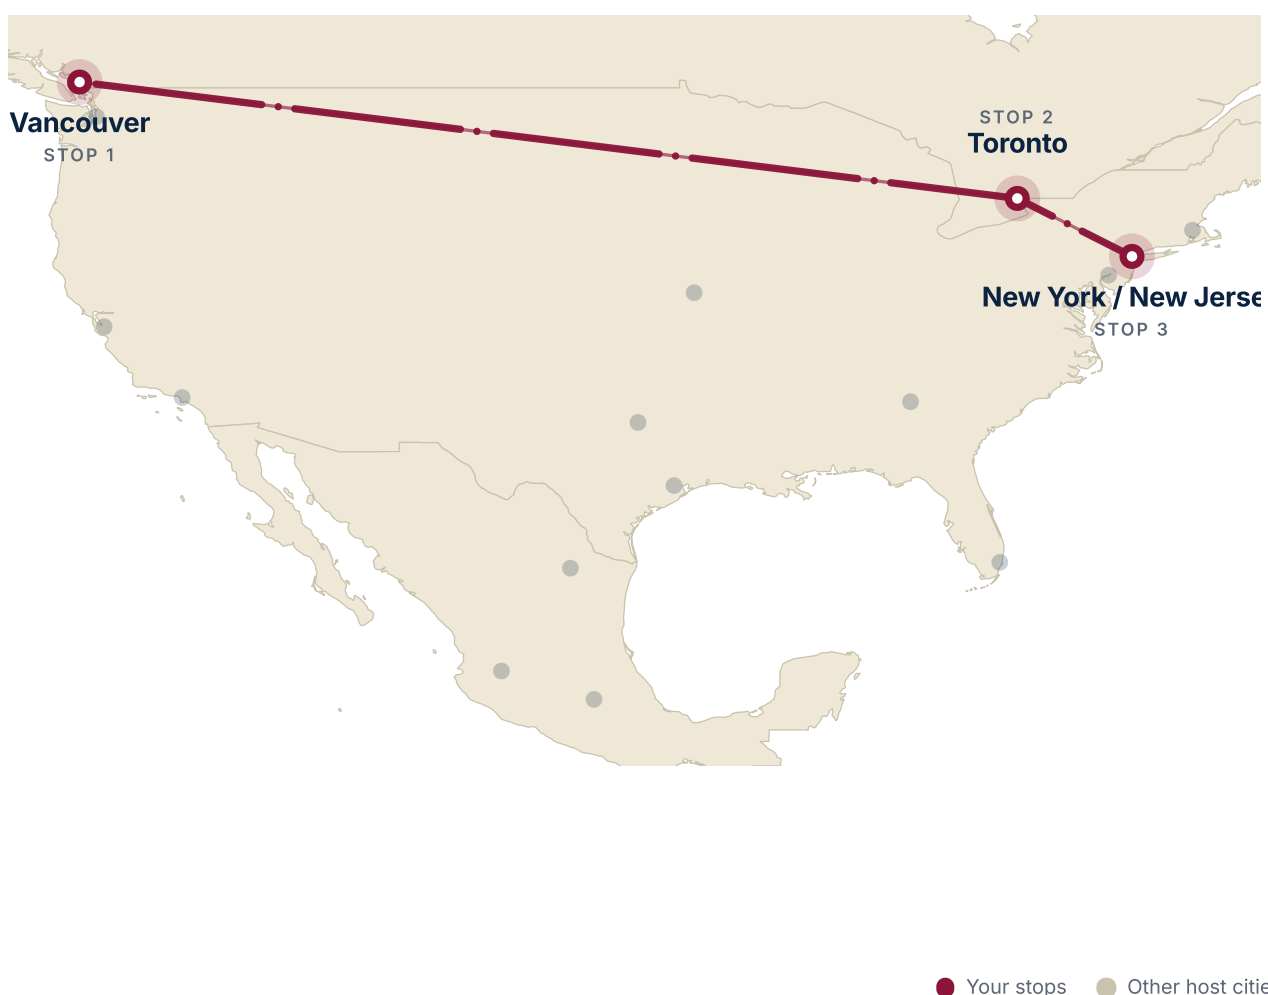 Vancouver
STOP 1
STOP 2
Toronto
New York / New Jerse
STOP 3
Your stops
Other host citie